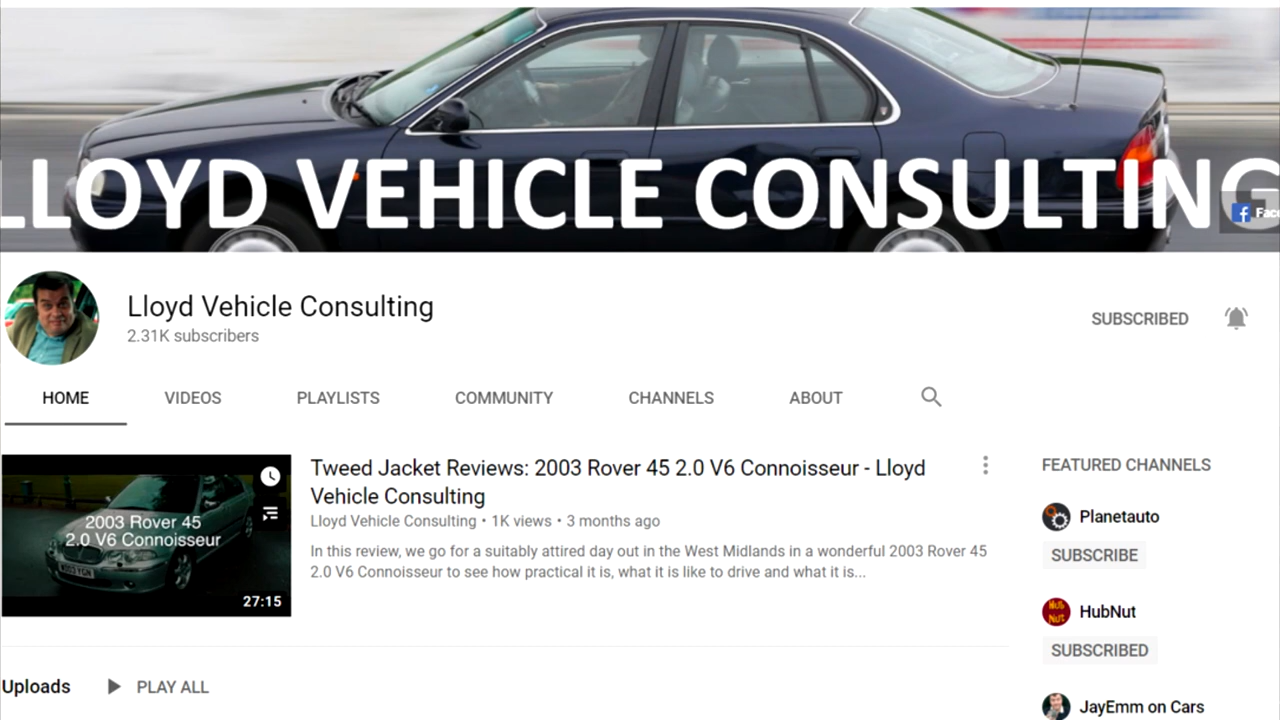 LLOYD VEHICLE CONSULTING
Lloyd Vehicle Consulting
2.31K subscribers
SUBSCRIBED
HOME VIDEOS PLAYLISTS COMMUNITY CHANNELS ABOUT
2003 Rover 45
2.0 V6 Connoisseur
27:15
Tweed Jacket Reviews: 2003 Rover 45 2.0 V6 Connoisseur - Lloyd
Vehicle Consulting
Lloyd Vehicle Consulting • 1K views • 3 months ago
In this review, we go for a suitably attired day out in the West Midlands in a wonderful 2003 Rover 45
2.0 V6 Connoisseur to see how practical it is, what it is like to drive and what it is...
FEATURED CHANNELS
Planetauto
SUBSCRIBE
HubNut
SUBSCRIBED
JayEmm on Cars
Uploads PLAY ALL